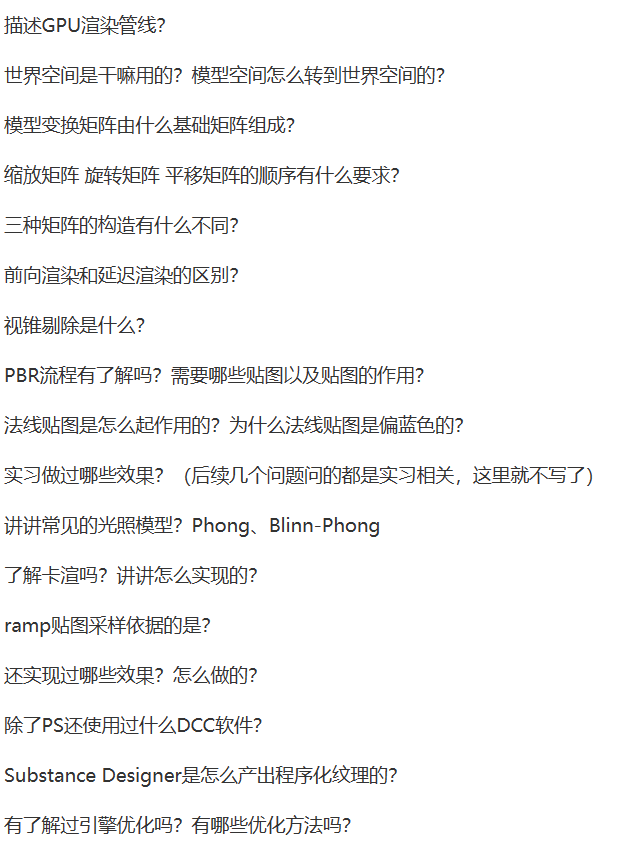 描述GPU渲染管线？
世界空间是干嘛用的？模型空间怎么转到世界空间的？
模型变换矩阵由什么基础矩阵组成？
缩放矩阵 旋转矩阵 平移矩阵的顺序有什么要求？
三种矩阵的构造有什么不同？
前向渲染和延迟渲染的区别？
视锥剔除是什么？
PBR流程有了解吗？需要哪些贴图以及贴图的作用？
法线贴图是怎么起作用的？为什么法线贴图是偏蓝色的？
实习做过哪些效果？（后续几个问题问的都是实习相关，这里就不写了）
讲讲常见的光照模型？Phong、Blinn-Phong
了解卡渲吗？讲讲怎么实现的？
ramp贴图采样依据的是？
还实现过哪些效果？怎么做的？
除了PS还使用过什么DCC软件？
Substance Designer是怎么产出程序化纹理的？
有了解过引擎优化吗？有哪些优化方法吗？